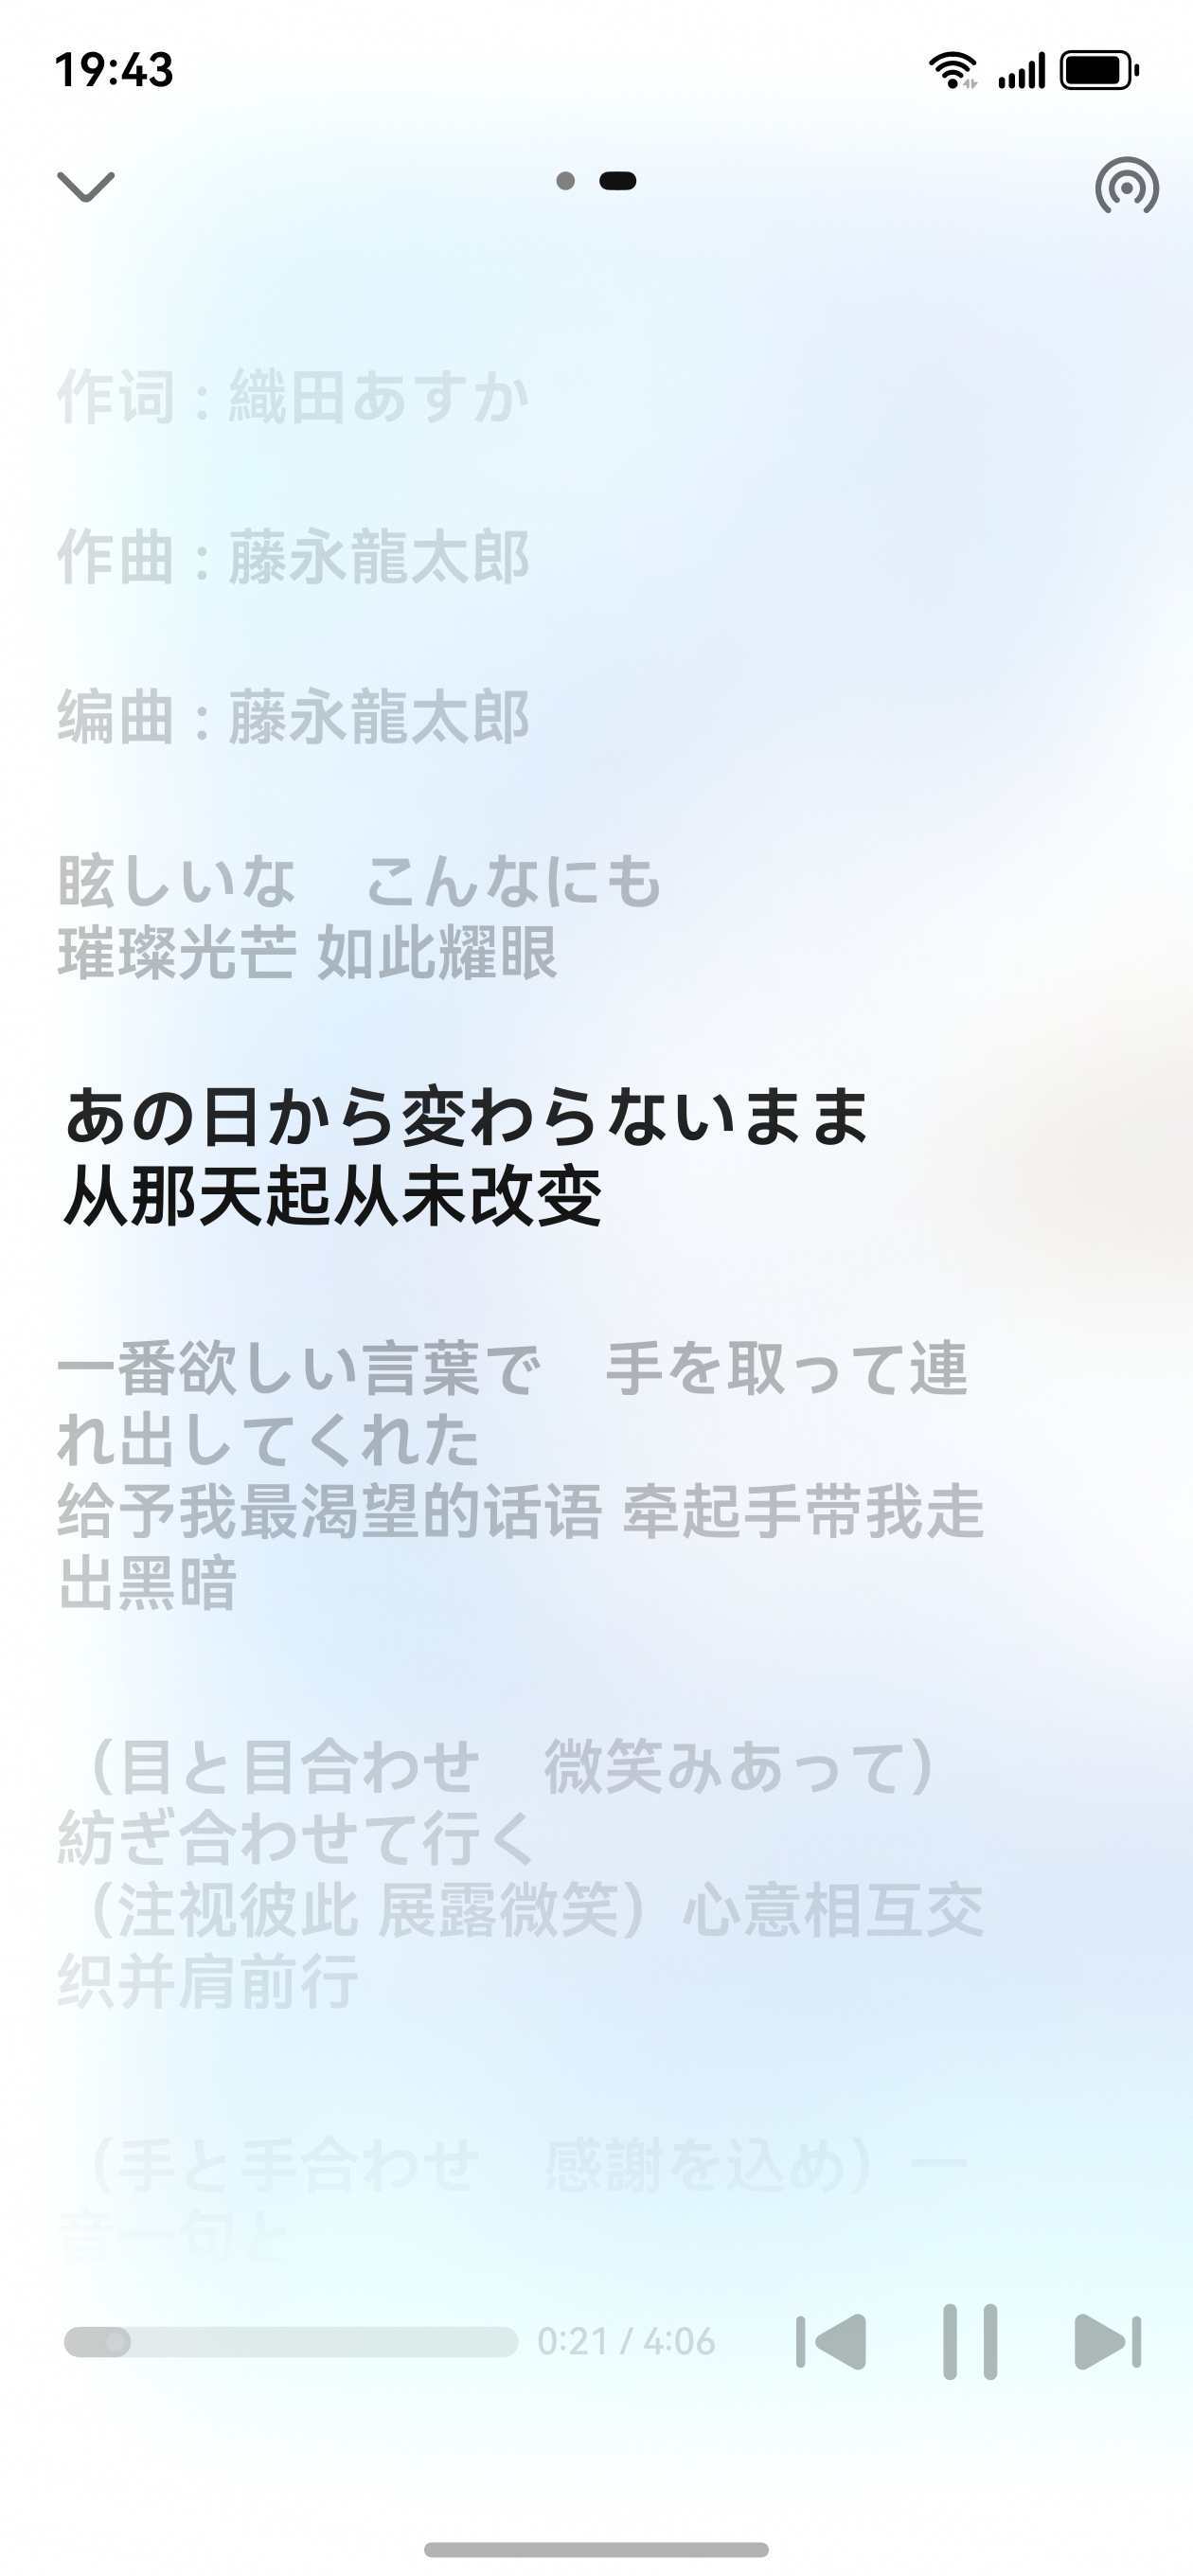 19:43
作词 : 織田あすか
作曲 : 藤永龍太郎
编曲 : 藤永龍太郎
眩しいな　こんなにも
璀璨光芒 如此耀眼
あの日から変わらないまま
从那天起从未改变
一番欲しい言葉で　手を取って連
れ出してくれた
给予我最渴望的话语 牵起手带我走
出黑暗
（目と目合わせ　微笑みあって）
紡ぎ合わせて行く
（注视彼此 展露微笑）心意相互交
织并肩前行
（手と手合わせ　感謝を込め）一
音一句と
0:21 / 4:06